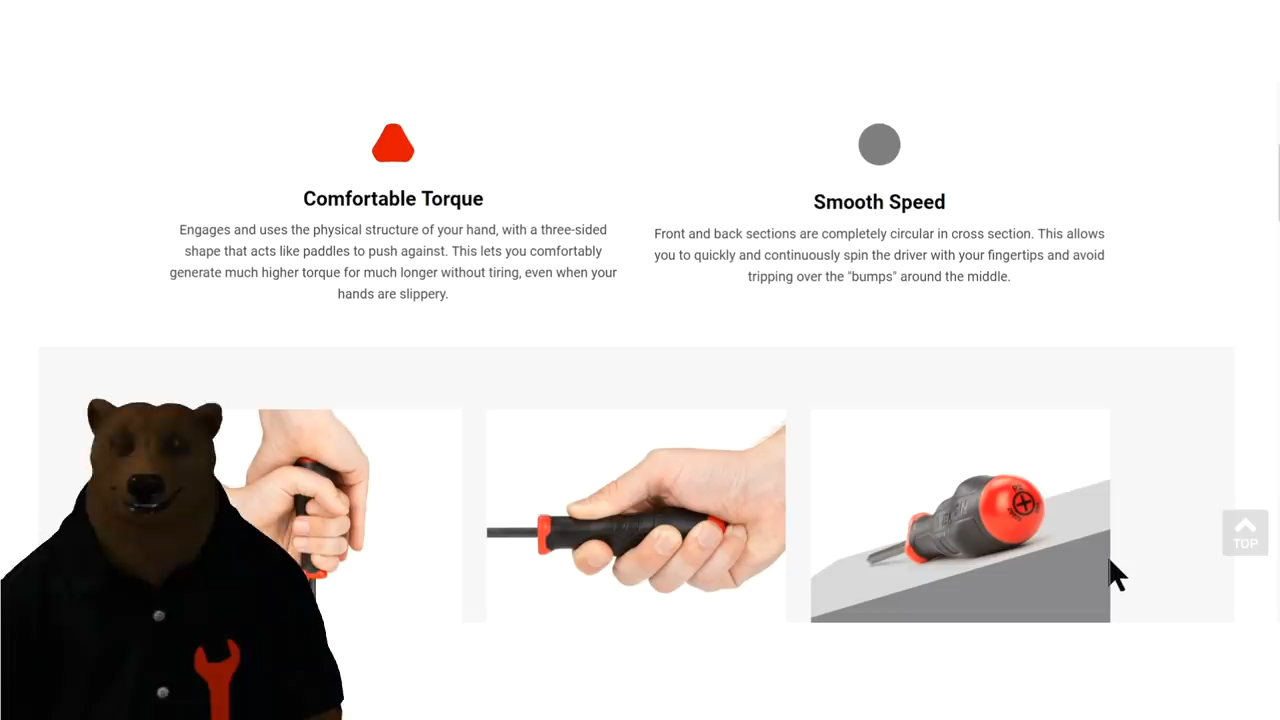 Comfortable Torque
Engages and uses the physical structure of your hand, with a three-sided
shape that acts like paddles to push against. This lets you comfortably
generate much higher torque for much longer without tiring, even when your
hands are slippery.
Smooth Speed
Front and back sections are completely circular in cross section. This allows
you to quickly and continuously spin the driver with your fingertips and avoid
tripping over the "bumps" around the middle.
TOP